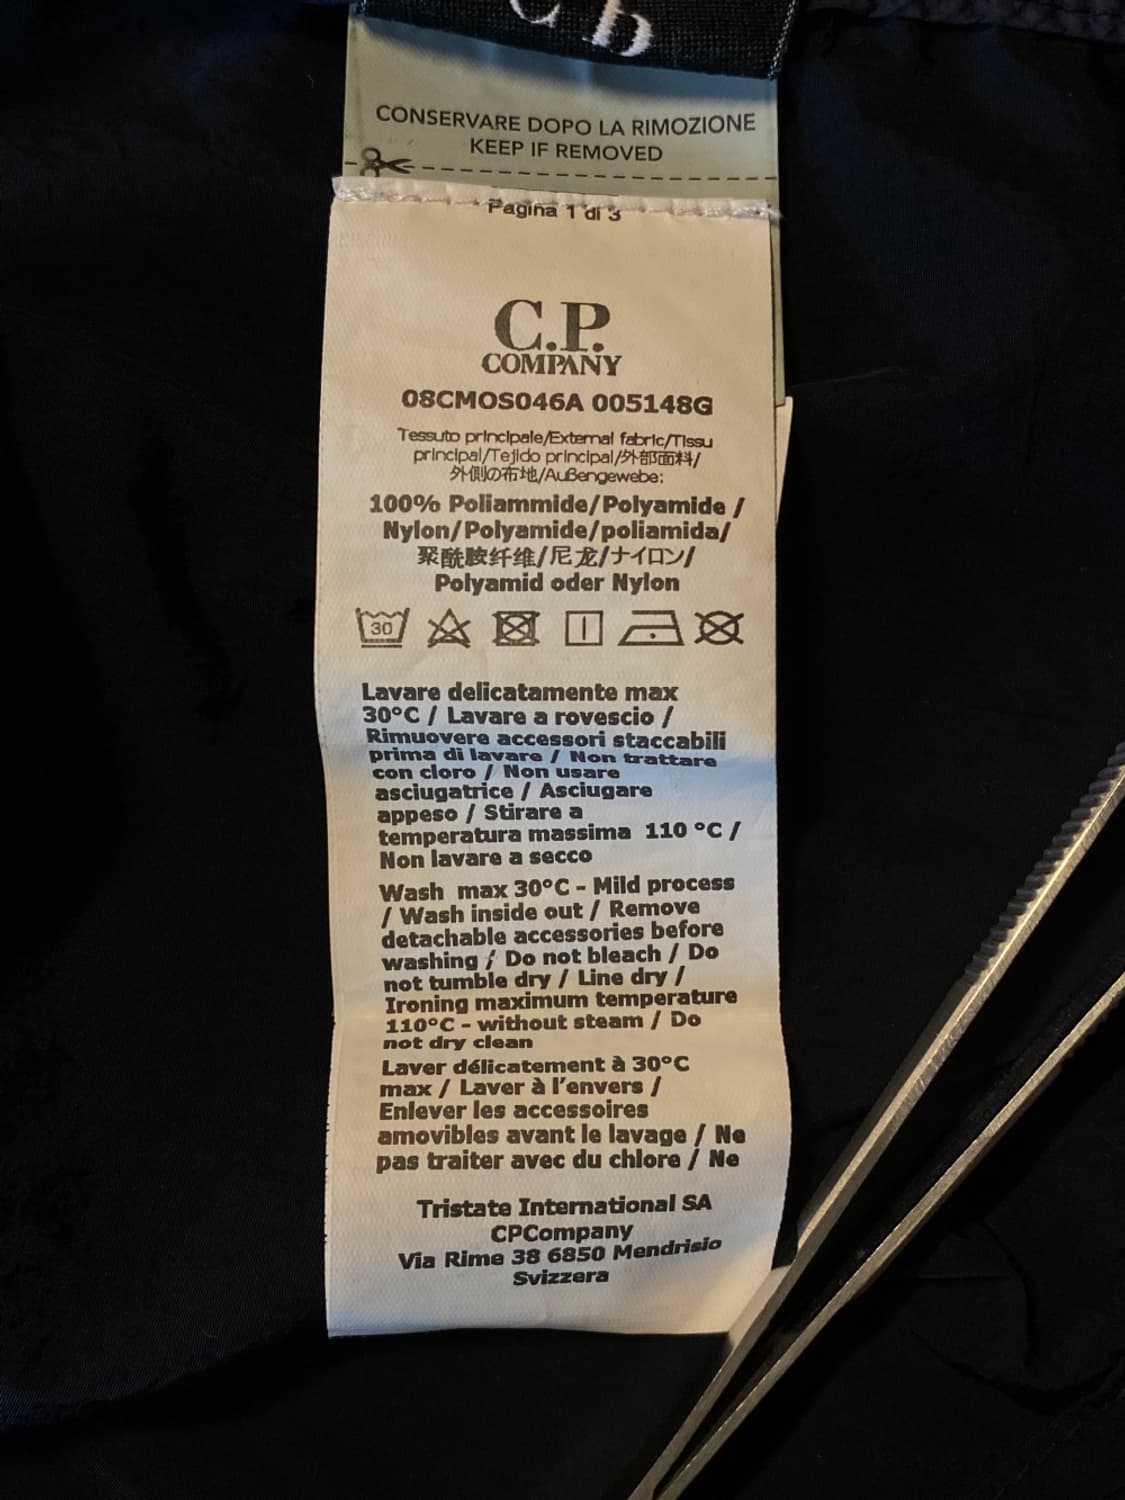 CONSERVARE DOPO LA RIMOZIONE
KEEP IF REMOVED
Pagina 1 di 3
C.P.
COMPANY
08CMOS046A 005148G
Tessuto principale/External fabric/Tissu
principal/Tejido principal/外部面料/
外側の布地/Außengewebe:
100% Poliammide/Polyamide /
Nylon/Polyamide/poliamida/
聚酰胺纤维/尼龙/ナイロン/
Polyamid oder Nylon
30
Lavare delicatamente max
30°C / Lavare a rovescio /
Rimuovere accessori staccabili
prima di lavare / Non trattare
con cloro / Non usare
asciugatrice / Asciugare
appeso / Stirare a
temperatura massima 110 °C /
Non lavare a secco
Wash max 30°C - Mild process
/ Wash inside out / Remove
detachable accessories before
washing / Do not bleach / Do
not tumble dry / Line dry /
Ironing maximum temperature
110°C - without steam / Do
not dry clean
Laver délicatement à 30°C
max / Laver à l'envers /
Enlever les accessoires
amovibles avant le lavage / Ne
pas traiter avec du chlore / Ne
Tristate International SA
CPCompany
Via Rime 38 6850 Mendrisio
Svizzera